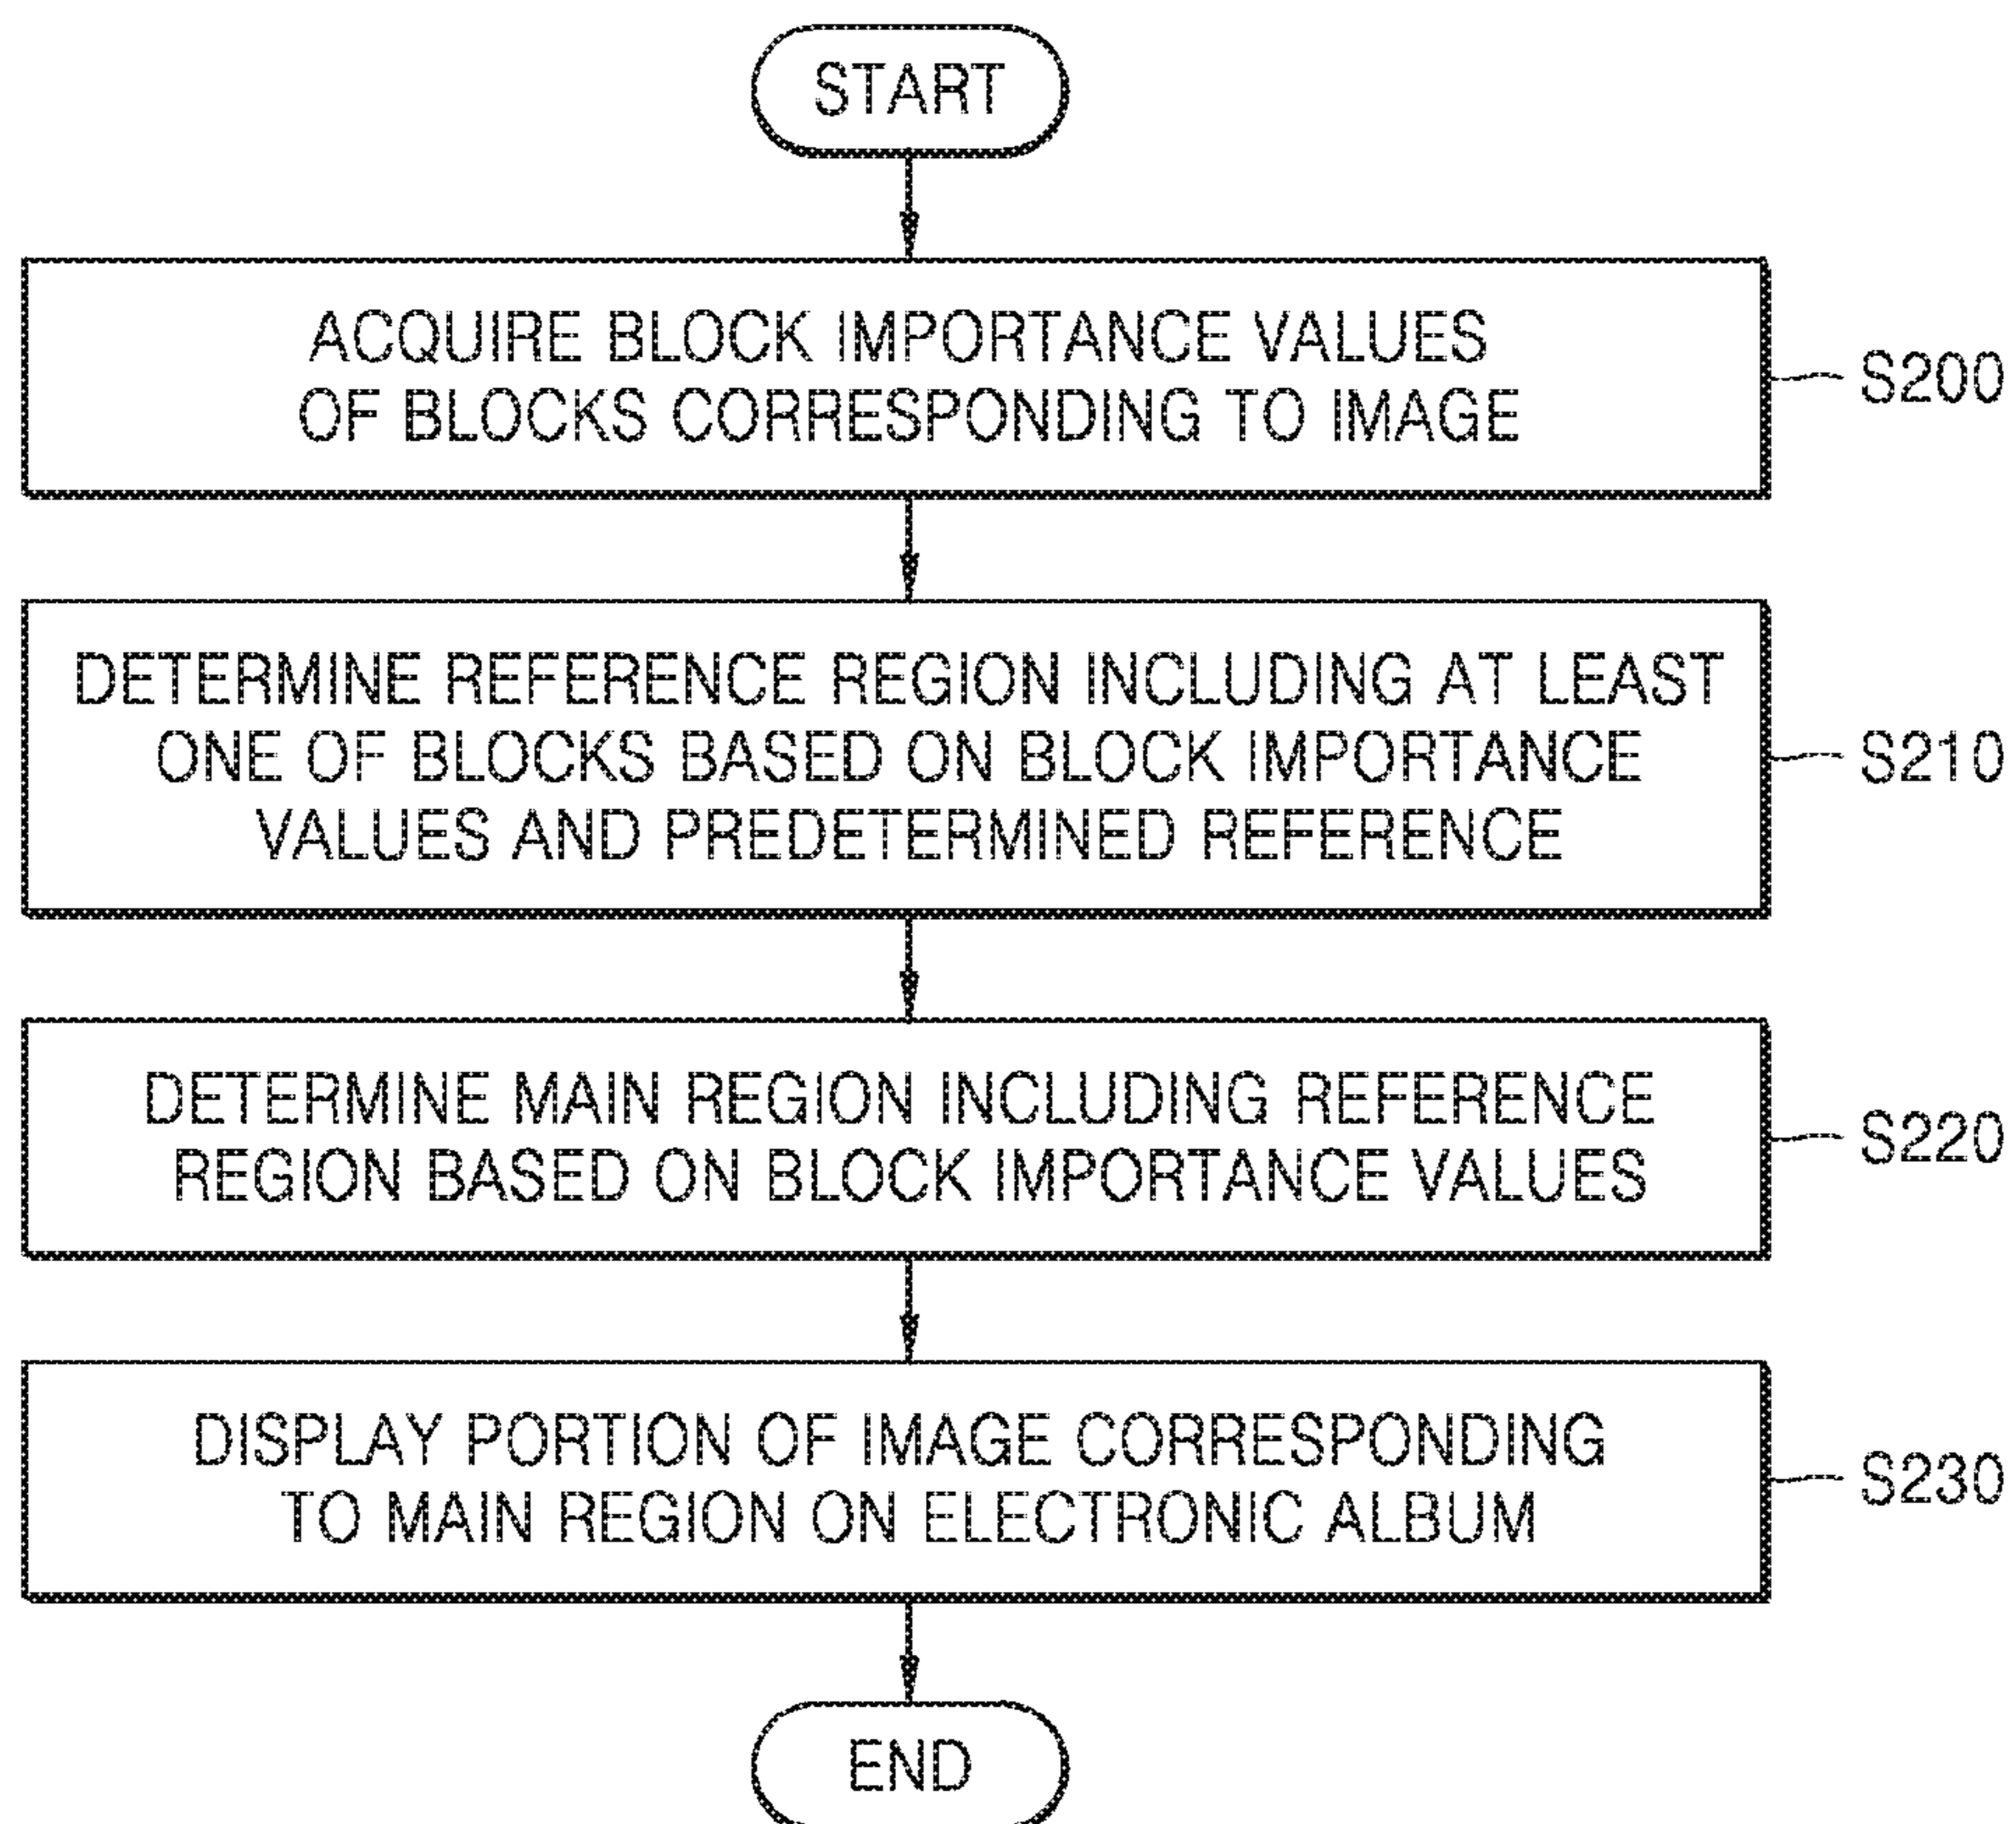 START
ACQUIRE BLOCK IMPORTANCE VALUES
OF BLOCKS CORRESPONDING TO IMAGE
S200
DETERMINE REFERENCE REGION INCLUDING AT LEAST
ONE OF BLOCKS BASED ON BLOCK IMPORTANCE
VALUES AND PREDETERMINED REFERENCE
S210
DETERMINE MAIN REGION INCLUDING REFERENCE
REGION BASED ON BLOCK IMPORTANCE VALUES
S220
DISPLAY PORTION OF IMAGE CORRESPONDING
TO MAIN REGION ON ELECTRONIC ALBUM
S230
END